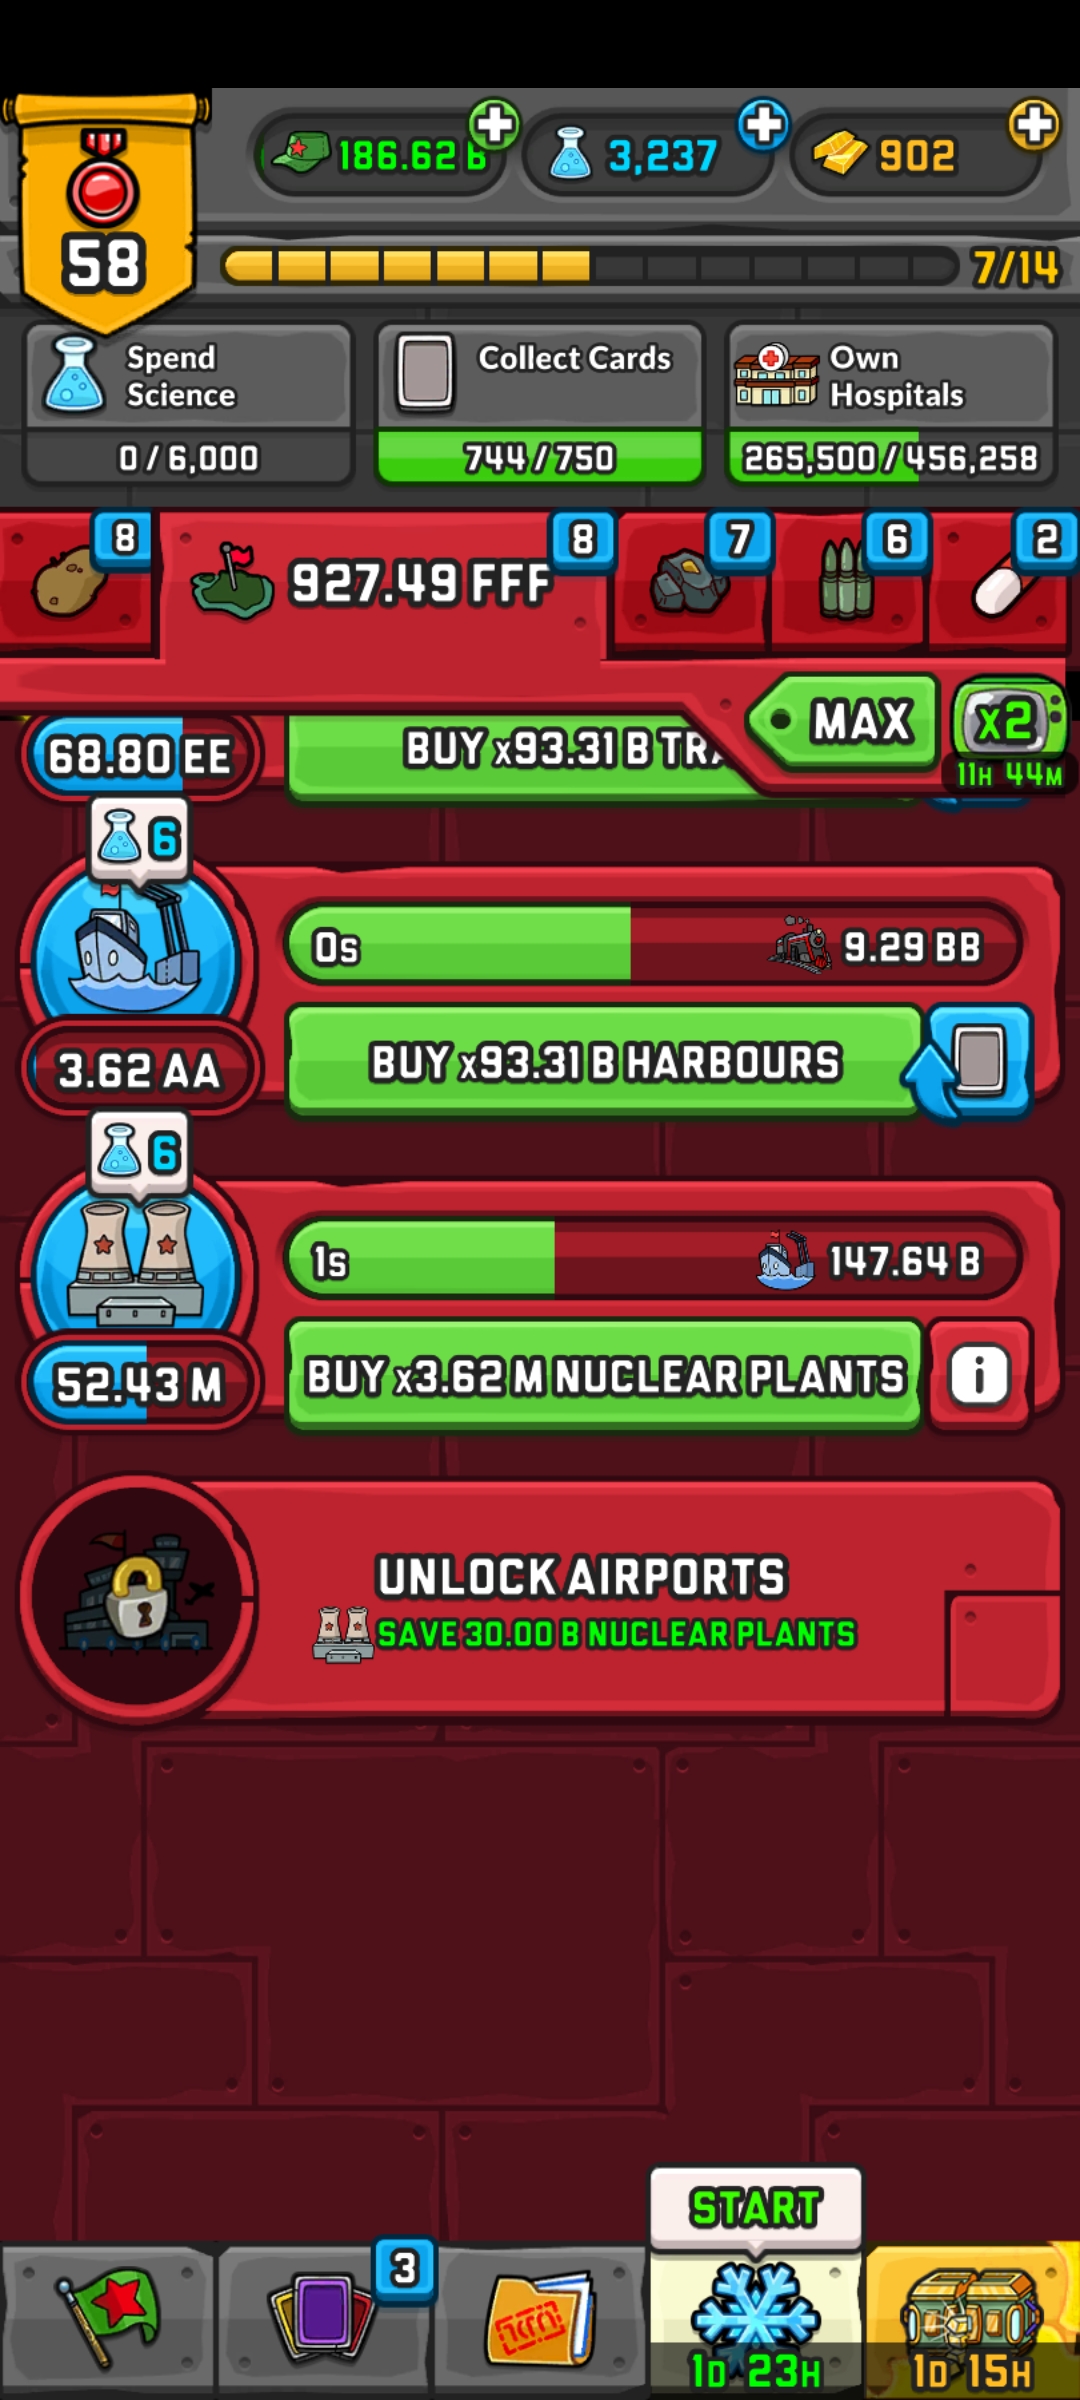 186.62 B
3,237
902
58
7/14
Spend
Science
0 / 6,000
Collect Cards
744 / 750
Own
Hospitals
265,500 / 456,258
8
927.49 FFF
8
7
6
2
MAX
x2
11H 44M
68.80 EE
BUY x93.31 B TRA
6
0s
9.29 BB
3.62 AA
BUY x93.31 B HARBOURS
6
1s
147.64 B
52.43 M
BUY x3.62 M NUCLEAR PLANTS
i
UNLOCK AIRPORTS
SAVE 30.00 B NUCLEAR PLANTS
START
3
1D 23H
1D 15H